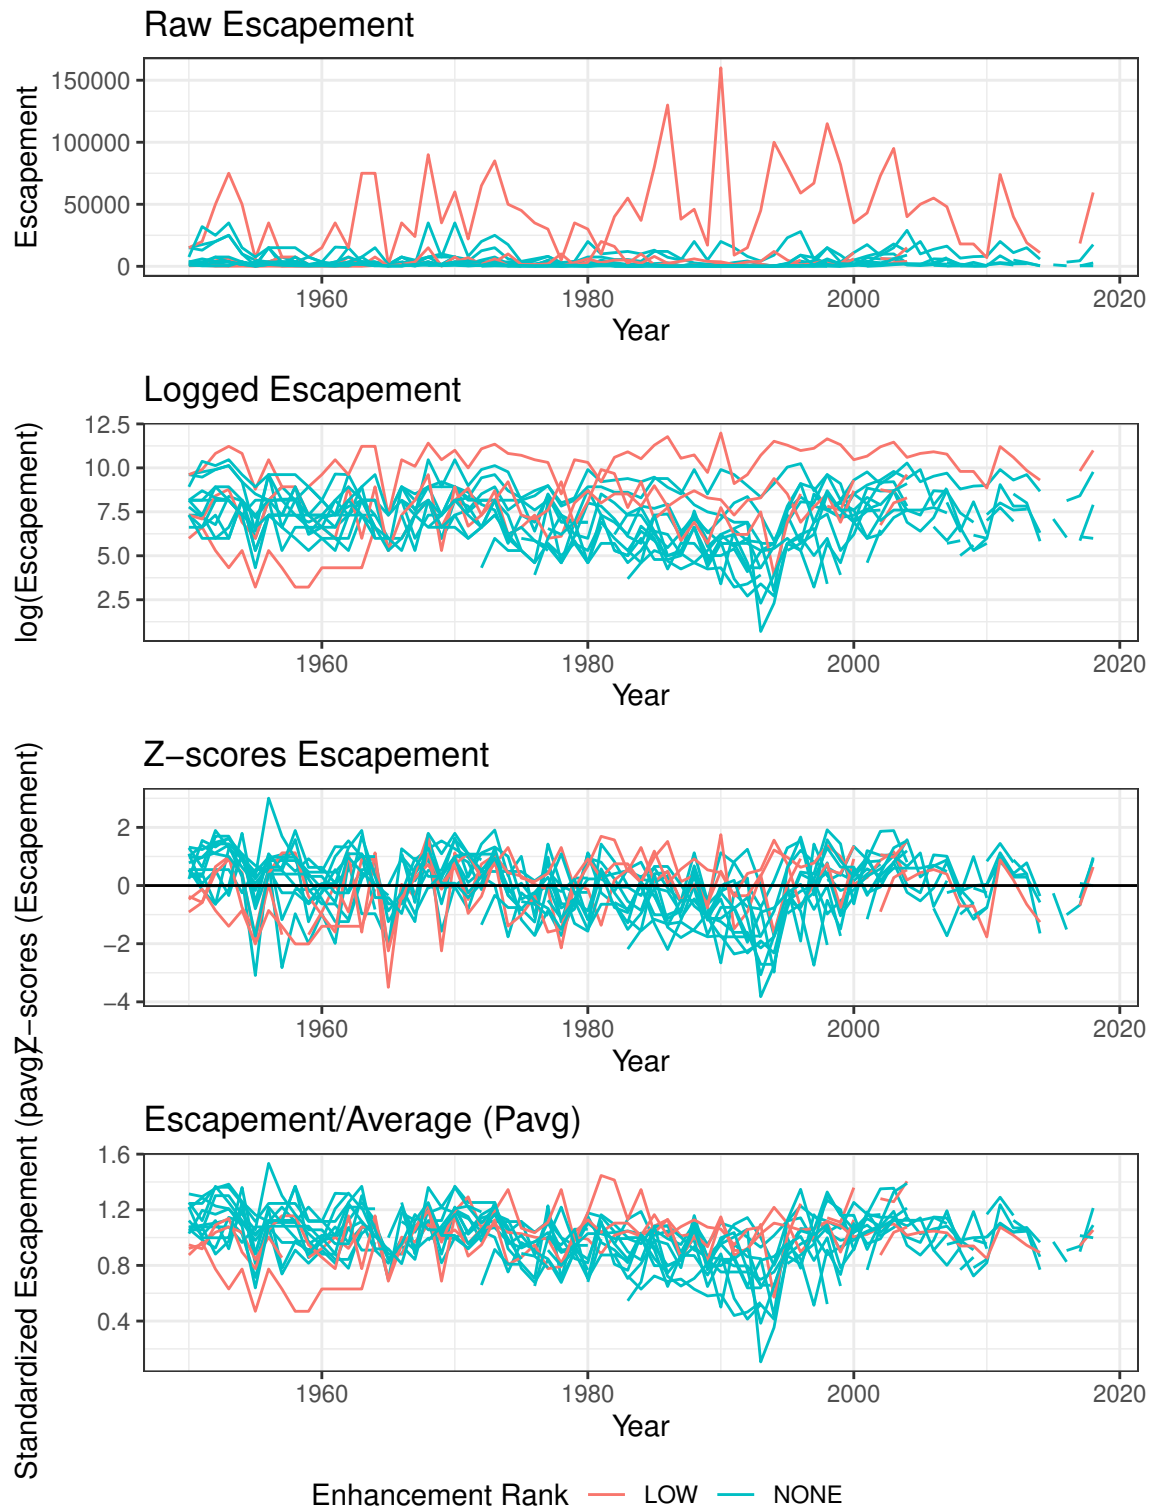 Raw Escapement
Escapement
150000
100000
50000
0
1960
1980
2000
2020
Year
Logged Escapement
log(Escapement)
12.5
10.0
7.5
5.0
2.5
1960
1980
2000
2020
Year
Z−scores Escapement
Z−scores (Escapement)
2
0
−2
−4
1960
1980
2000
2020
Year
Escapement/Average (Pavg)
Standardized Escapement (pavg)
1.6
1.2
0.8
0.4
1960
1980
2000
2020
Year
Enhancement Rank LOW NONE